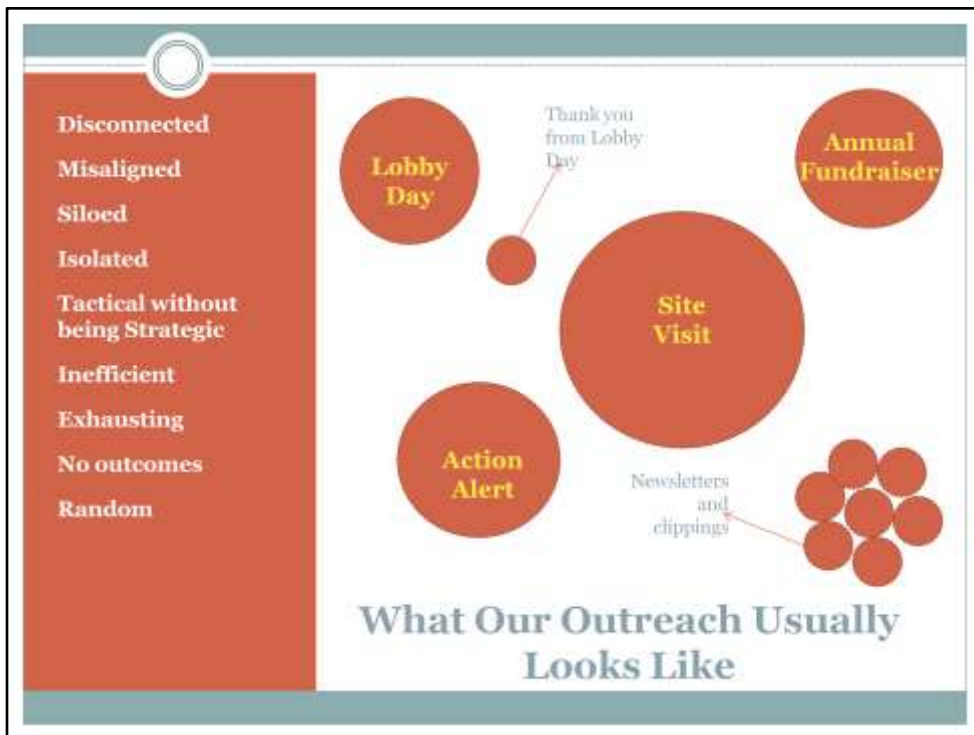 Disconnected
Misaligned
Siloed
Isolated
Tactical without
being Strategic
Inefficient
Exhausting
No outcomes
Random
Lobby
Day
Thank you
from Lobby
Day
Annual
Fundraiser
Site
Visit
Action
Alert
Newsletters
and
clippings
What Our Outreach Usually
Looks Like